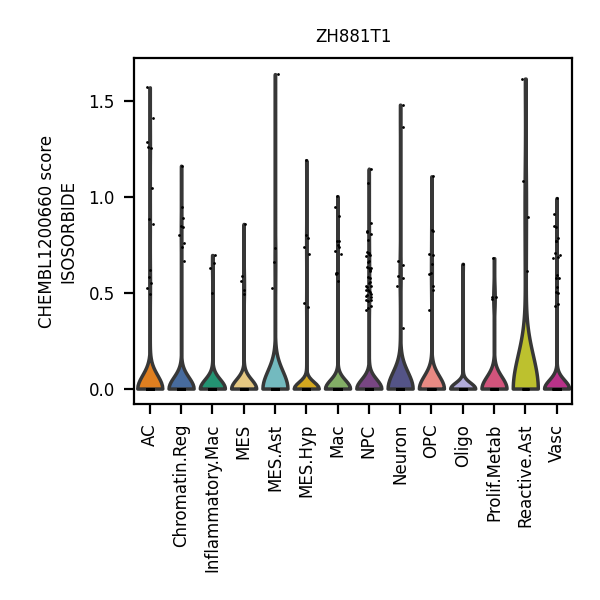 ZH881T1
CHEMBL1200660 score
ISOSORBIDE
1.5
1.0
0.5
0.0
AC
Chromatin.Reg
Inflammatory.Mac
MES
MES.Ast
MES.Hyp
Mac
NPC
Neuron
OPC
Oligo
Prolif.Metab
Reactive.Ast
Vasc